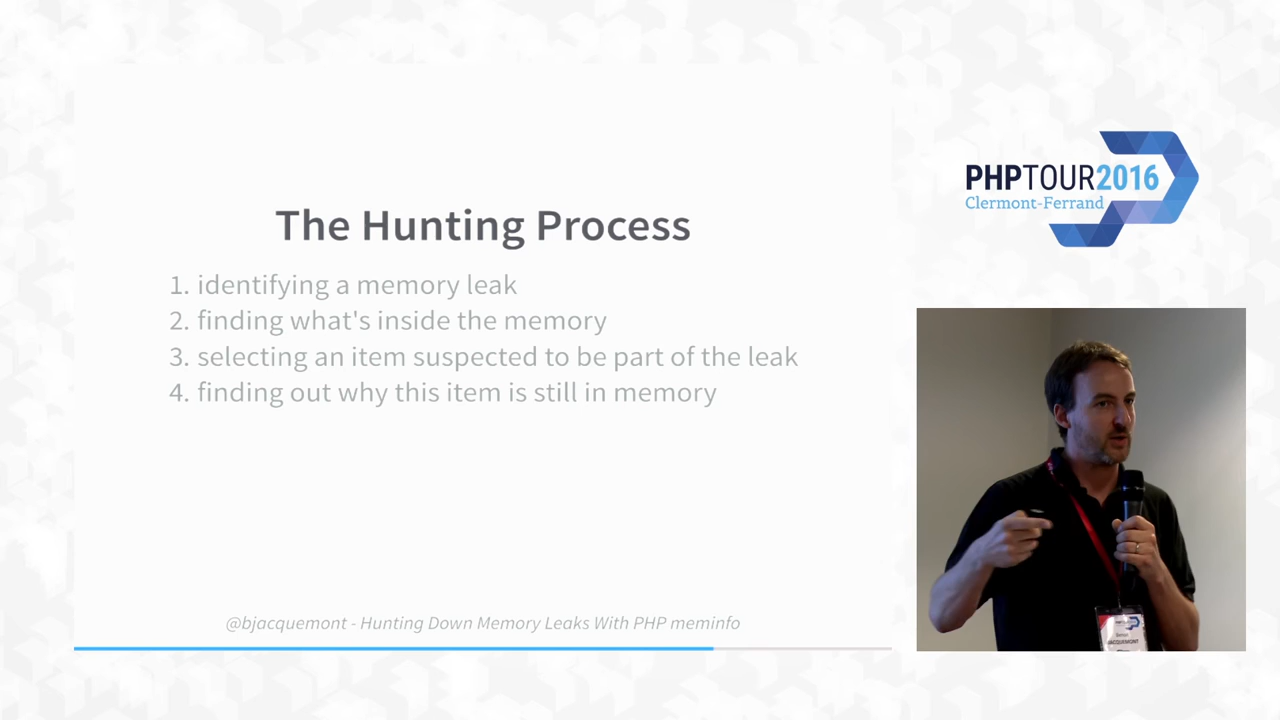 The Hunting Process
1. identifying a memory leak
2. finding what's inside the memory
3. selecting an item suspected to be part of the leak
4. finding out why this item is still in memory
@bjacquemont - Hunting Down Memory Leaks With PHP meminfo
PHPTOUR2016
Clermont-Ferrand
JACQUEMONT